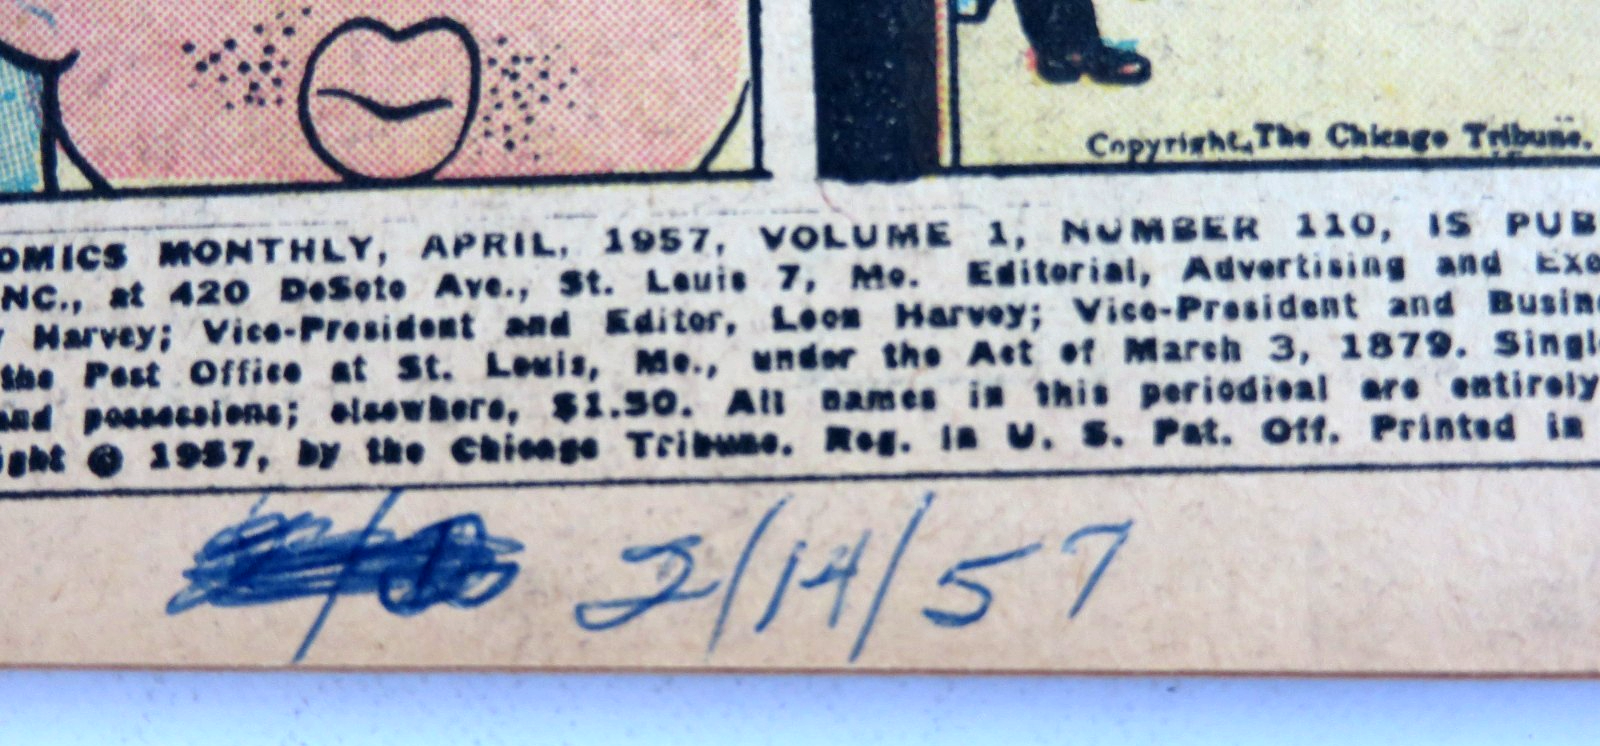 Copyright, The Chicago Tribune.
OMICS MONTHLY, APRIL, 1957, VOLUME 1, NUMBER 110, IS PUB
NC., at 420 DeSoto Ave., St. Louis 7, Mo. Editorial, Advertising and Exe
Harvey; Vice-President and Editor, Leon Harvey; Vice-President and Busin
the Post Office at St. Louis, Mo., under the Act of March 3, 1879. Singl
and possessions; elsewhere, $1.50. All names in this periodical are entirely
ight © 1957, by the Chicago Tribune. Reg. in U. S. Pat. Off. Printed in
2/14/57